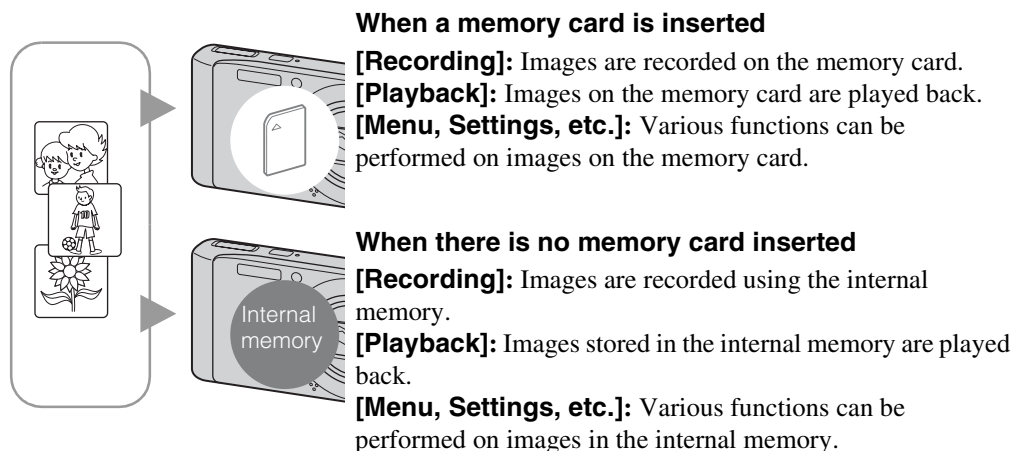 When a memory card is inserted
[Recording]: Images are recorded on the memory card.
[Playback]: Images on the memory card are played back.
[Menu, Settings, etc.]: Various functions can be
performed on images on the memory card.
When there is no memory card inserted
[Recording]: Images are recorded using the internal
memory.
[Playback]: Images stored in the internal memory are played
back.
[Menu, Settings, etc.]: Various functions can be
performed on images in the internal memory.
Internal
memory
10